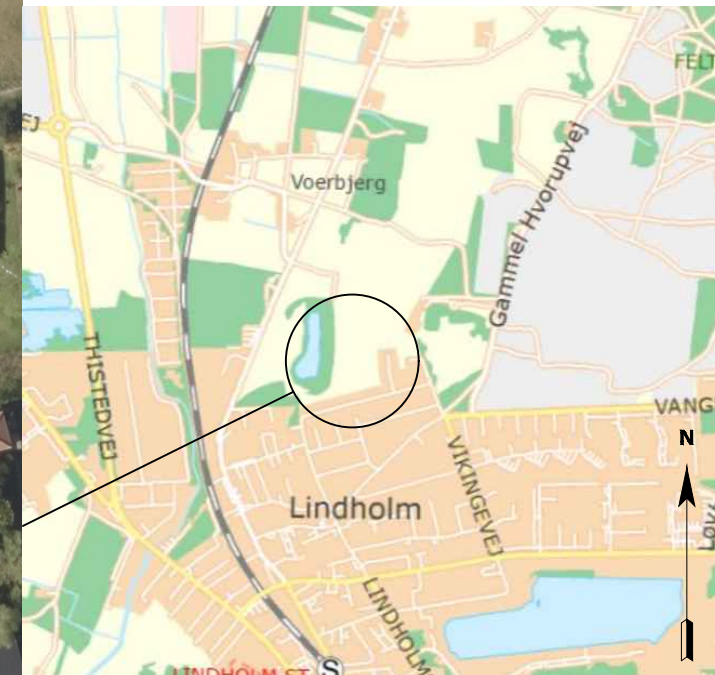 FELT
EJ
Voerbjerg
Gammel Hvorupvej
THISTEDVEJ
VANG
N
VIKINGEVEJ
Lindholm
LINDHOLM
LINDHOLM ST
S